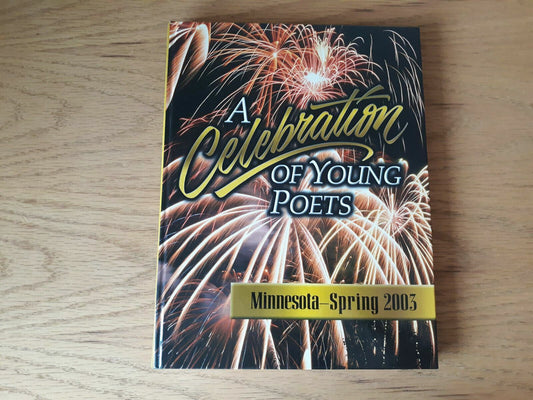 A
Celebration
OF YOUNG
POETS
Minnesota–Spring 2003